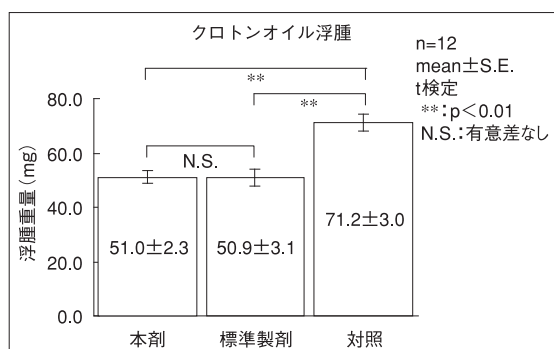 クロトンオイル浮腫
n=12
mean±S.E.
t検定
**:p<0.01
N.S.:有意差なし
**
**
N.S.
浮腫重量(mg)
80.0
60.0
40.0
20.0
0.0
51.0±2.3
50.9±3.1
71.2±3.0
本剤
標準製剤
対照